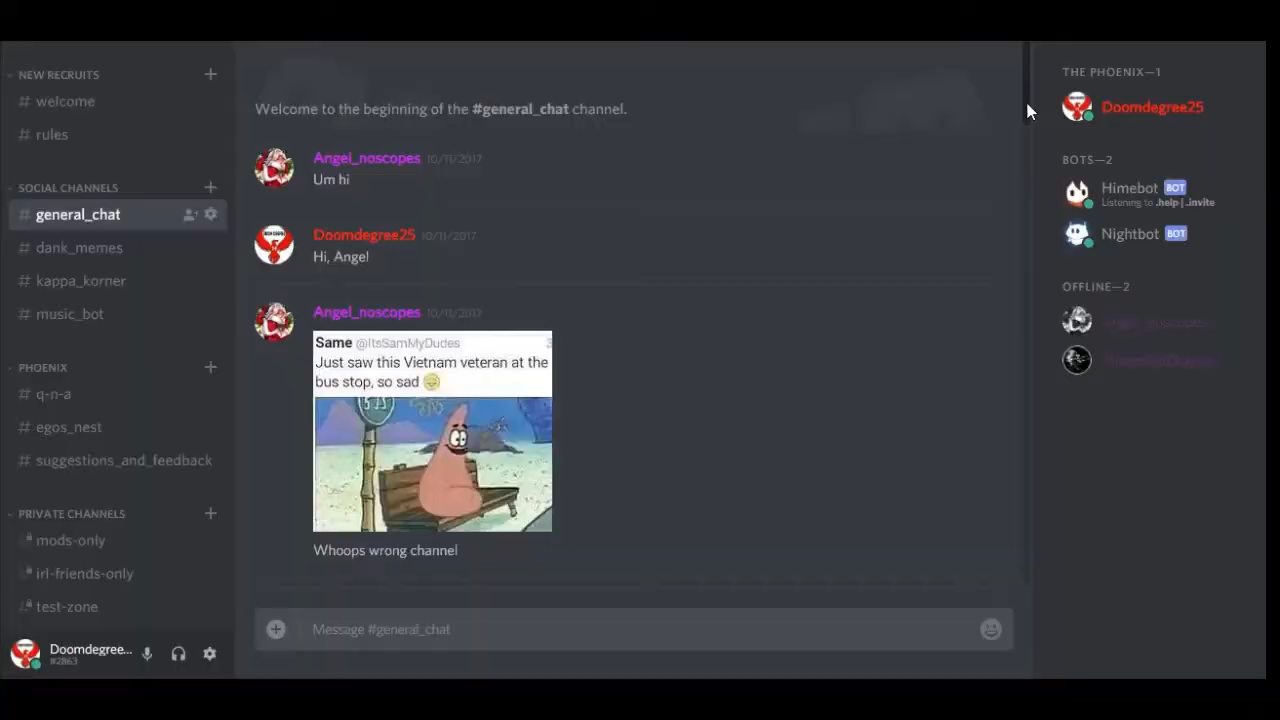 NEW RECRUITS
# welcome
# rules
SOCIAL CHANNELS
# general_chat
# dank_memes
# kappa_korner
# music_bot
PHOENIX
# q-n-a
# egos_nest
# suggestions_and_feedback
PRIVATE CHANNELS
mods-only
irl-friends-only
test-zone
Doomdegree...
#2863
Welcome to the beginning of the #general_chat channel.
Angel_noscopes 10/11/2017
Um hi
Doomdegree25 10/11/2017
Hi, Angel
Angel_noscopes 10/11/2017
Same @ItsSamMyDudes
Just saw this Vietnam veteran at the
bus stop, so sad
Whoops wrong channel
Message #general_chat
THE PHOENIX—1
Doomdegree25
BOTS—2
Himebot BOT
Listening to .help | .invite
Nightbot BOT
OFFLINE—2
Angel_noscopes